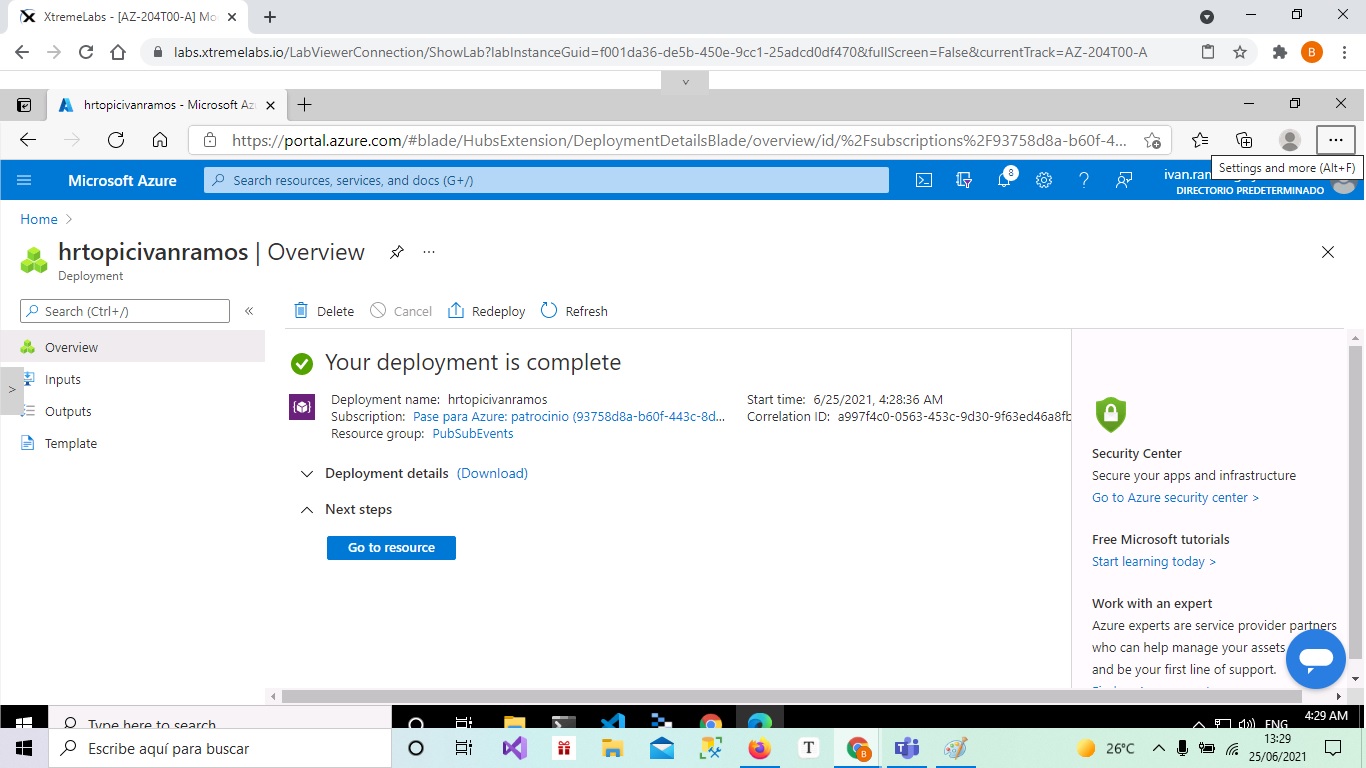 XtremeLabs - [AZ-204T00-A] Mo
labs.xtremelabs.io/LabViewerConnection/ShowLab?labInstanceGuid=f001da36-de5b-450e-9cc1-25adcd0df470&fullScreen=False&currentTrack=AZ-204T00-A
B
hrtopicivanramos - Microsoft Az
https://portal.azure.com/#blade/HubsExtension/DeploymentDetailsBlade/overview/id/%2Fsubscriptions%2F93758d8a-b60f-4...
Settings and more (Alt+F)
Microsoft Azure
Search resources, services, and docs (G+/)
8
DIRECTORIO PREDETERMINADO
Home
hrtopicivanramos | Overview
Deployment
Search (Ctrl+/)
Delete
Cancel
Redeploy
Refresh
Overview
Inputs
Outputs
Template
Your deployment is complete
Deployment name: hrtopicivanramos
Subscription: Pase para Azure: patrocinio (93758d8a-b60f-443c-8d...
Resource group: PubSubEvents
Start time: 6/25/2021, 4:28:36 AM
Correlation ID: a997f4c0-0563-453c-9d30-9f63ed46a8fb
Deployment details (Download)
Next steps
Go to resource
Security Center
Secure your apps and infrastructure
Go to Azure security center >
Free Microsoft tutorials
Start learning today >
Work with an expert
Azure experts are service provider partners
who can help manage your assets
and be your first line of support.
Type here to search
ENG
4:29 AM
Escribe aquí para buscar
T
B
26°C
13:29
25/06/2021